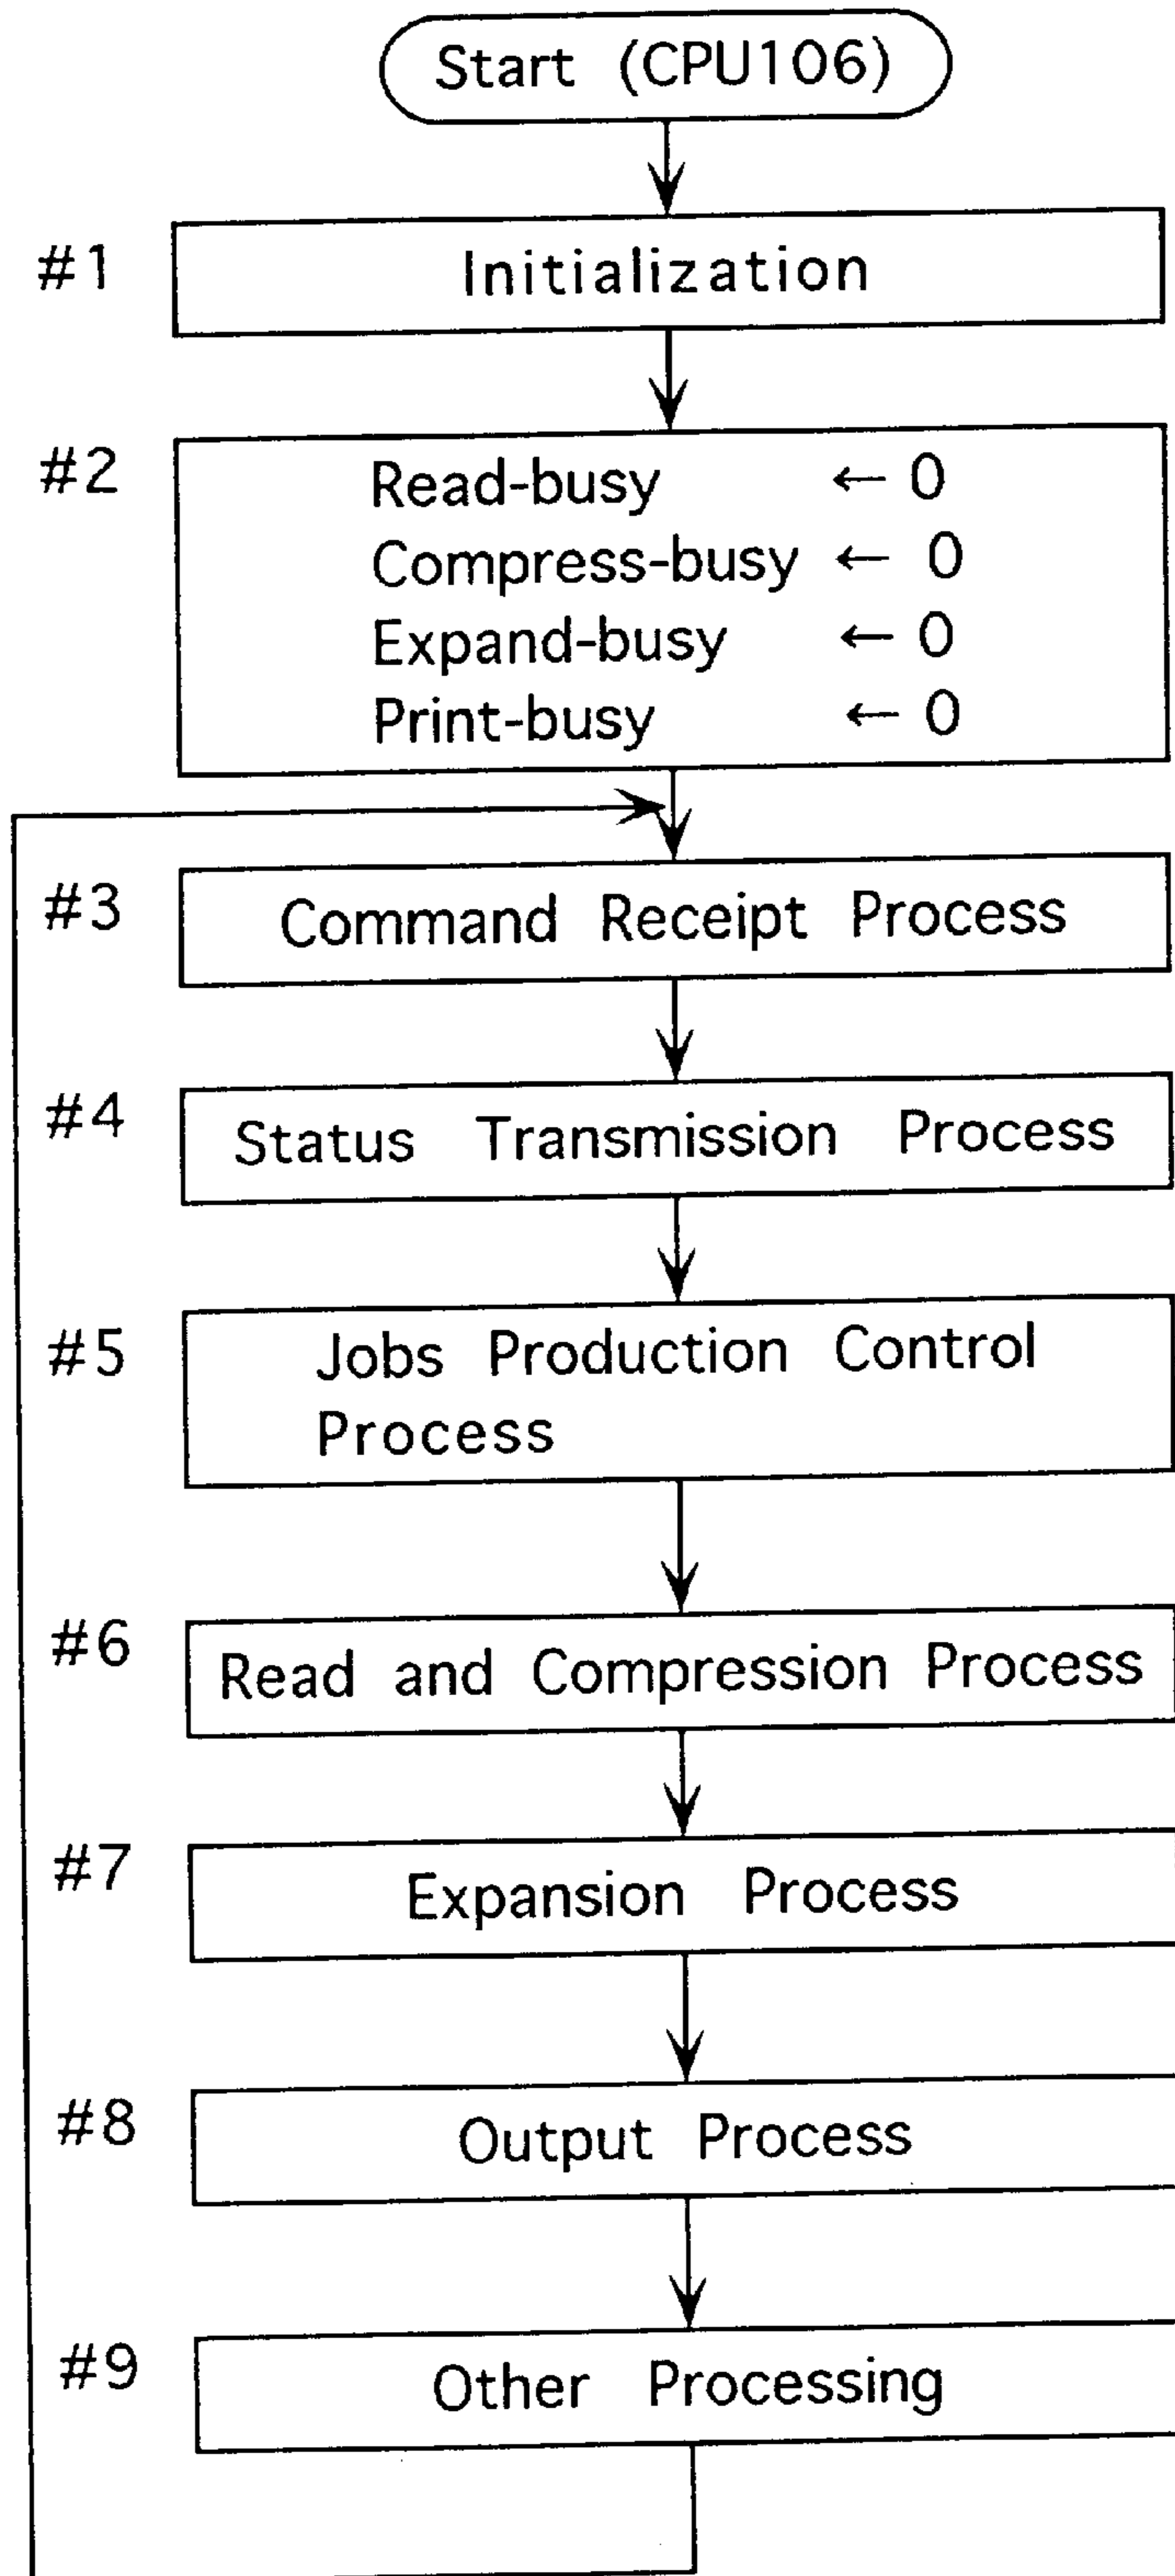 Start (CPU106)
#1
Initialization
#2
Read-busy ← 0
Compress-busy ← 0
Expand-busy ← 0
Print-busy ← 0
#3
Command Receipt Process
#4
Status Transmission Process
#5
Jobs Production Control
Process
#6
Read and Compression Process
#7
Expansion Process
#8
Output Process
#9
Other Processing